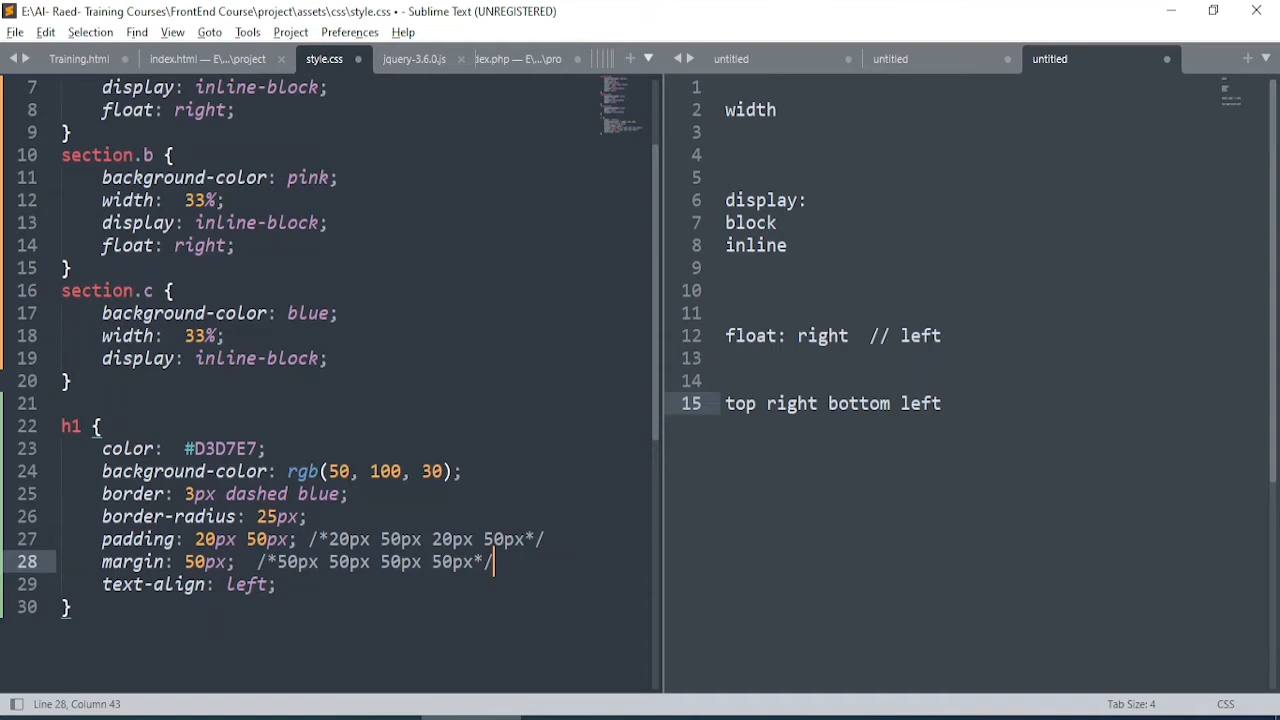 E:\Al- Raed- Training Courses\FrontEnd Course\project\assets\css\style.css • - Sublime Text (UNREGISTERED)
File Edit Selection Find View Goto Tools Project Preferences Help
Training.html index.html — E\...\project style.css jquery-3.6.0.js dex.php — E\...\pro
untitled untitled untitled
7 display: inline-block;
8 float: right;
9 }
10 section.b {
11 background-color: pink;
12 width: 33%;
13 display: inline-block;
14 float: right;
15 }
16 section.c {
17 background-color: blue;
18 width: 33%;
19 display: inline-block;
20 }
21
22 h1 {
23 color: #D3D7E7;
24 background-color: rgb(50, 100, 30);
25 border: 3px dashed blue;
26 border-radius: 25px;
27 padding: 20px 50px; /*20px 50px 20px 50px*/
28 margin: 50px; /*50px 50px 50px 50px*/
29 text-align: left;
30 }
1
2 width
3
4
5
6 display:
7 block
8 inline
9
10
11
12 float: right // left
13
14
15 top right bottom left
Line 28, Column 43
Tab Size: 4 CSS